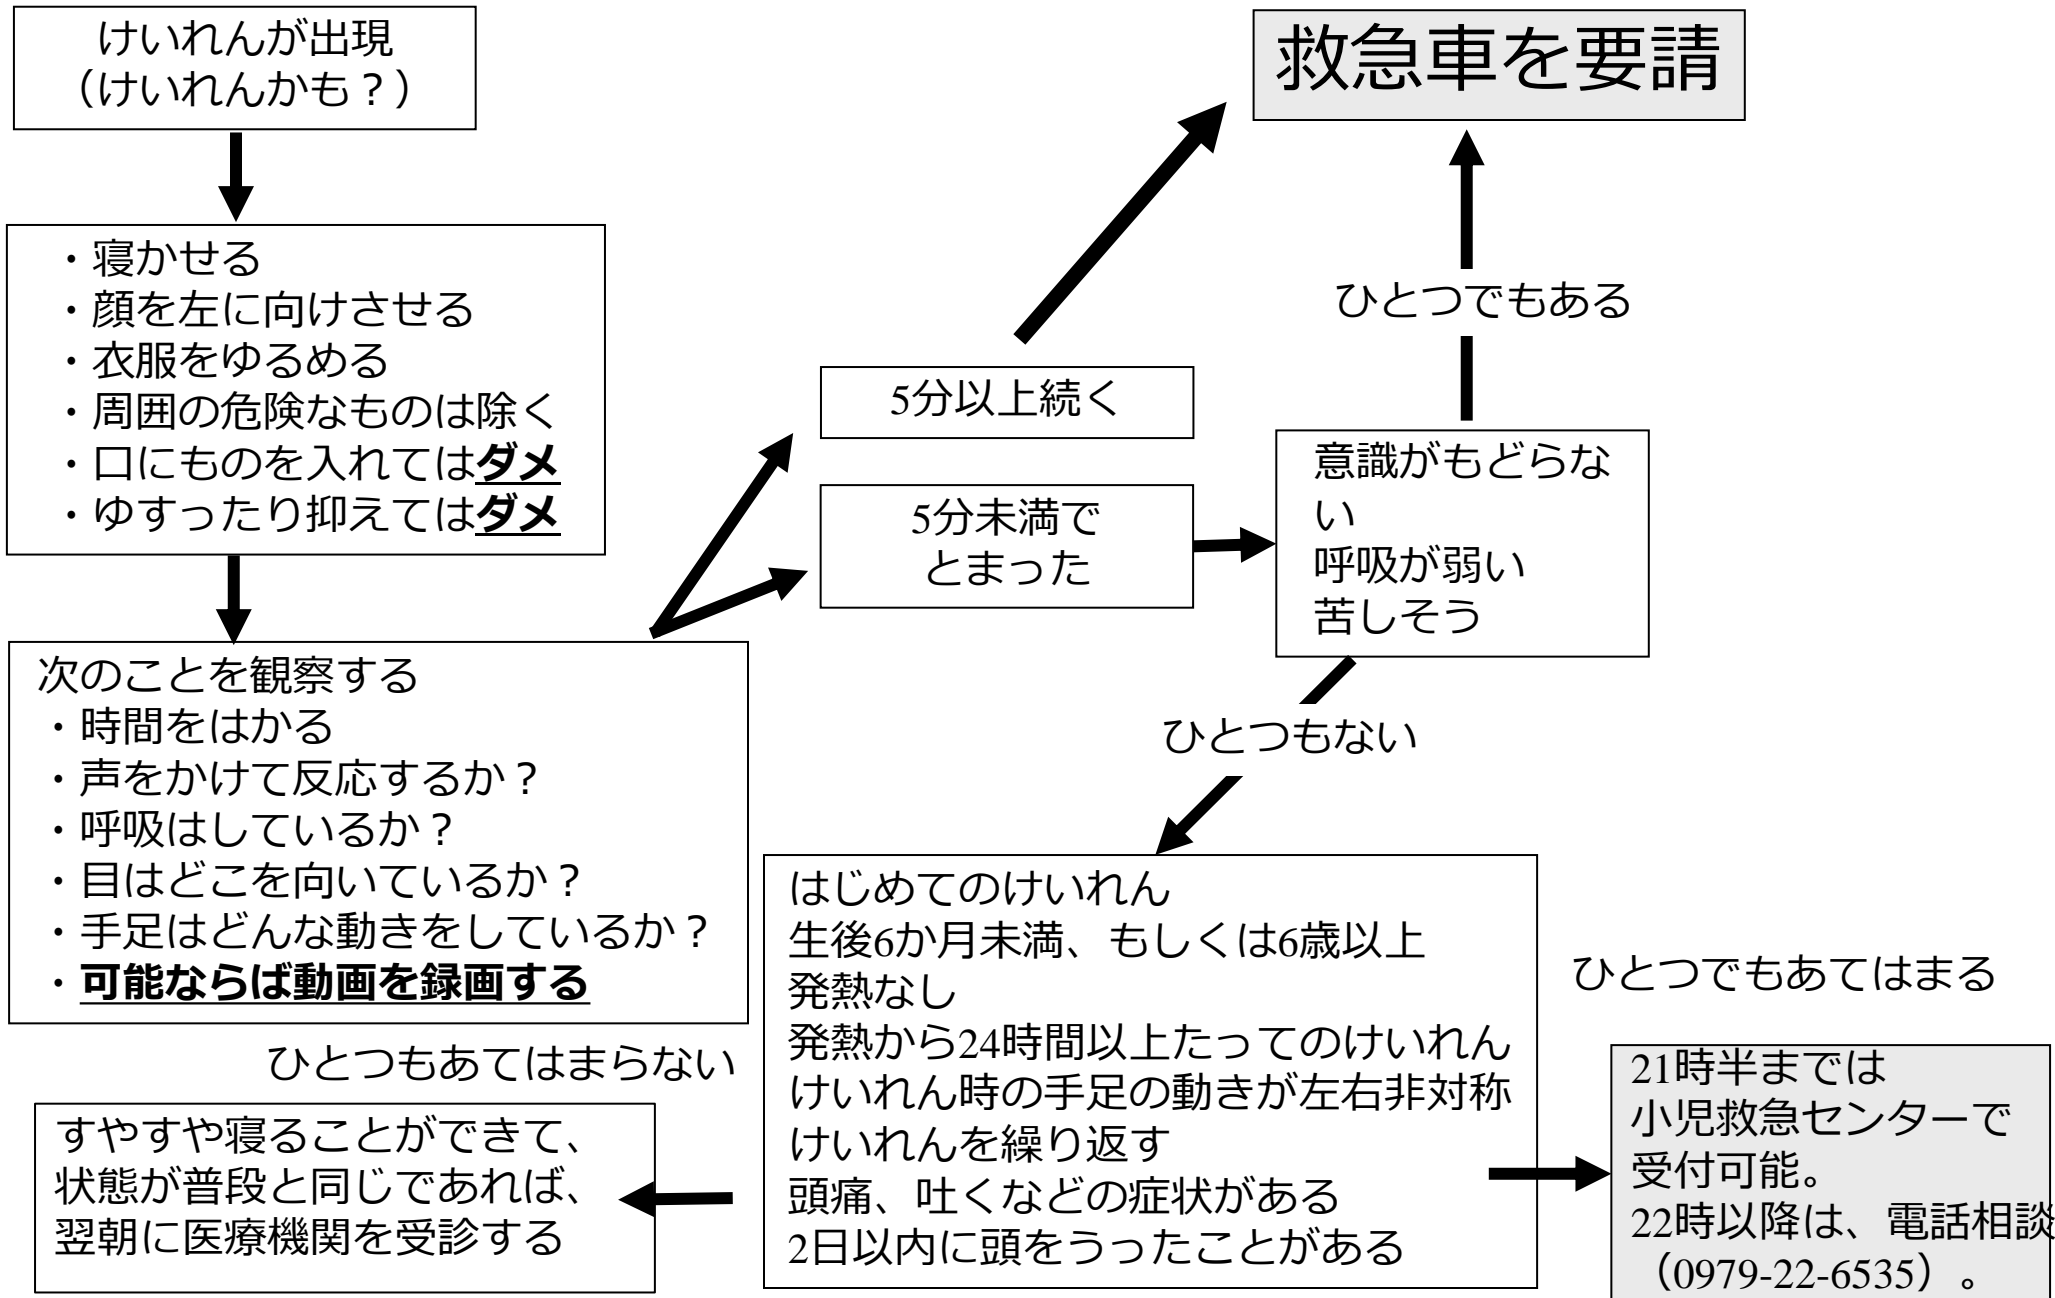 けいれんが出現
（けいれんかも？）
・寝かせる
・顔を左に向けさせる
・衣服をゆるめる
・周囲の危険なものは除く
・口にものを入れてはダメ
・ゆすったり抑えてはダメ
次のことを観察する
・時間をはかる
・声をかけて反応するか？
・呼吸はしているか？
・目はどこを向いているか？
・手足はどんな動きをしているか？
・可能ならば動画を録画する
5分以上続く
救急車を要請
5分未満で
とまった
意識がもどらな
い
呼吸が弱い
苦しそう
ひとつでもある
ひとつもない
はじめてのけいれん
生後6か月未満、もしくは6歳以上
発熱なし
発熱から24時間以上たってのけいれん
けいれん時の手足の動きが左右非対称
けいれんを繰り返す
頭痛、吐くなどの症状がある
2日以内に頭をうったことがある
ひとつでもあてはまる
21時半までは
小児救急センターで
受付可能。
22時以降は、電話相談
（0979-22-6535）。
ひとつもあてはまらない
すやすや寝ることができて、
状態が普段と同じであれば、
翌朝に医療機関を受診する